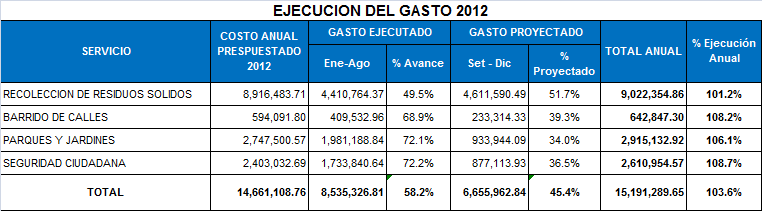 EJECUCION DEL GASTO 2012
SERVICIO COSTO ANUAL PRESPUESTADO 2012 GASTO EJECUTADO GASTO PROYECTADO TOTAL ANUAL % Ejecución Anual
Ene-Ago % Avance Set - Dic % Proyectado
RECOLECCION DE RESIDUOS SOLIDOS 8,916,483.71 4,410,764.37 49.5% 4,611,590.49 51.7% 9,022,354.86 101.2%
BARRIDO DE CALLES 594,091.80 409,532.96 68.9% 233,314.33 39.3% 642,847.30 108.2%
PARQUES Y JARDINES 2,747,500.57 1,981,188.84 72.1% 933,944.09 34.0% 2,915,132.92 106.1%
SEGURIDAD CIUDADANA 2,403,032.69 1,733,840.64 72.2% 877,113.93 36.5% 2,610,954.57 108.7%
TOTAL 14,661,108.76 8,535,326.81 58.2% 6,655,962.84 45.4% 15,191,289.65 103.6%